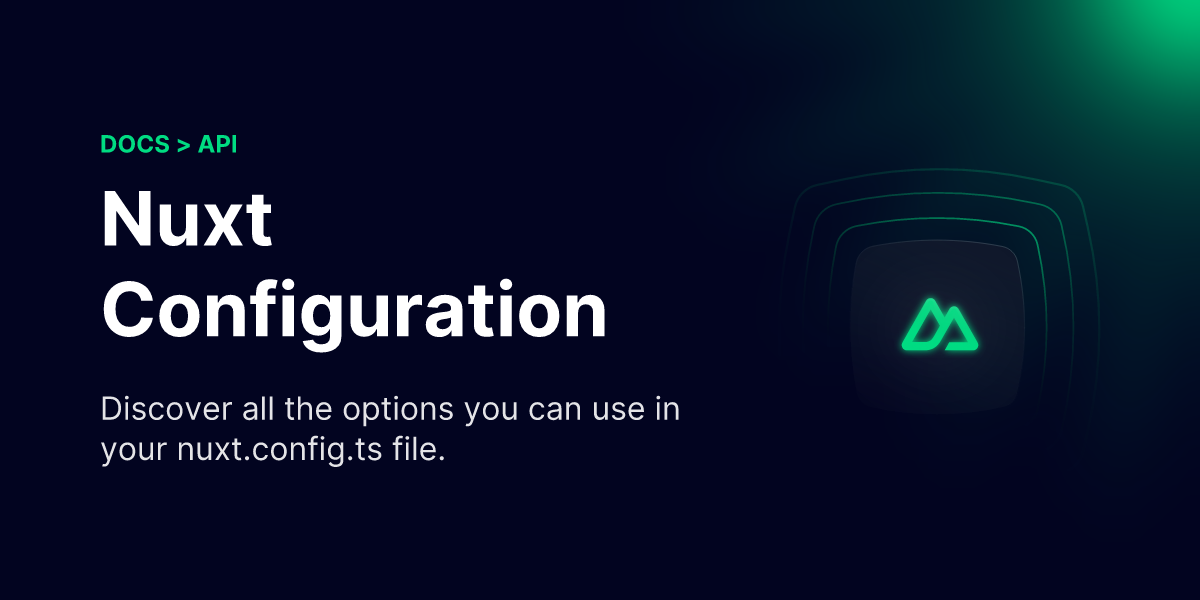 DOCS > API
Nuxt
Configuration
Discover all the options you can use in
your nuxt.config.ts file.